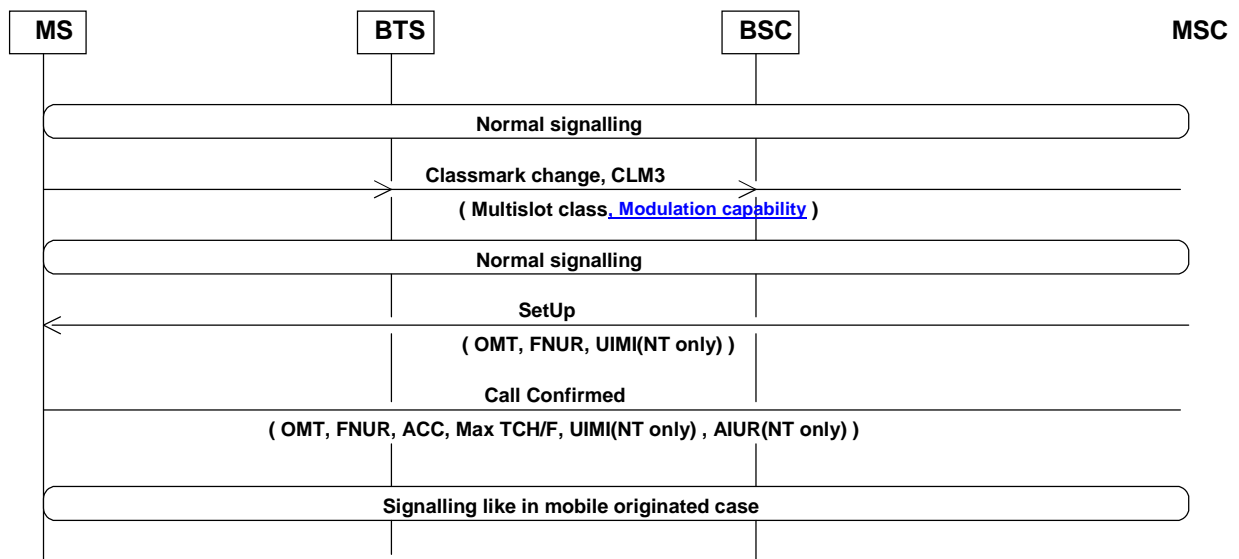 MS BTS BSC MSC
Normal signalling
Classmark change, CLM3
( Multislot class, Modulation capability )
Normal signalling
SetUp
( OMT, FNUR, UIMI(NT only) )
Call Confirmed
( OMT, FNUR, ACC, Max TCH/F, UIMI(NT only) , AIUR(NT only) )
Signalling like in mobile originated case